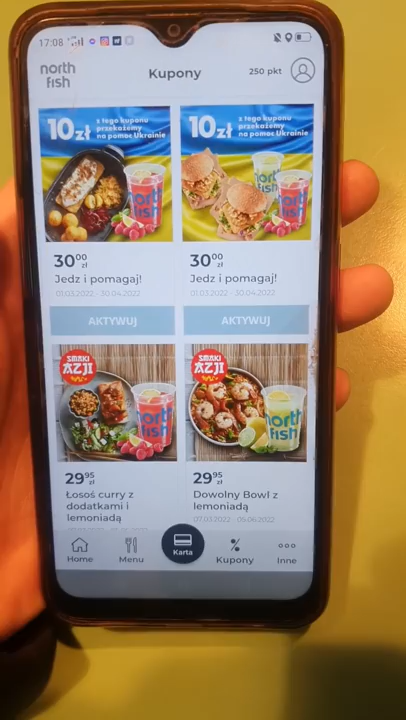 17:08
north
fish
Kupony
250 pkt
10zł
z tego kuponu
przekażemy
na pomoc Ukrainie
10zł
z tego kuponu
przekażemy
na pomoc Ukrainie
north
fish
north
fish
north
fish
30 00 zł
Jedz i pomagaj!
01.03.2022 - 30.04.2022
30 00 zł
Jedz i pomagaj!
01.03.2022 - 30.04.2022
AKTYWUJ
AKTYWUJ
SMAKI
AZJI
SMAKI
AZJI
north
fish
north
fish
29 95 zł
Łosoś curry z
dodatkami i
lemoniadą
29 95 zł
Dowolny Bowl z
lemoniadą
07.03.2022 - 05.06.2022
Home
Menu
Karta
Kupony
Inne